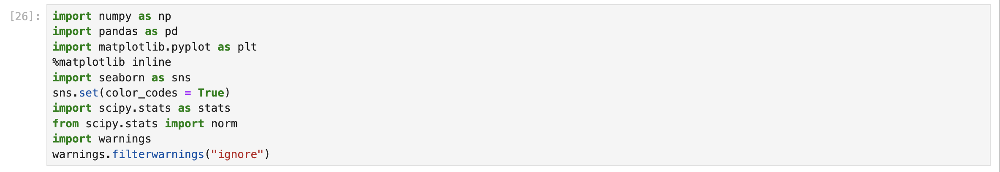 [26]: import numpy as np
import pandas as pd
import matplotlib.pyplot as plt
%matplotlib inline
import seaborn as sns
sns.set(color_codes = True)
import scipy.stats as stats
from scipy.stats import norm
import warnings
warnings.filterwarnings("ignore")